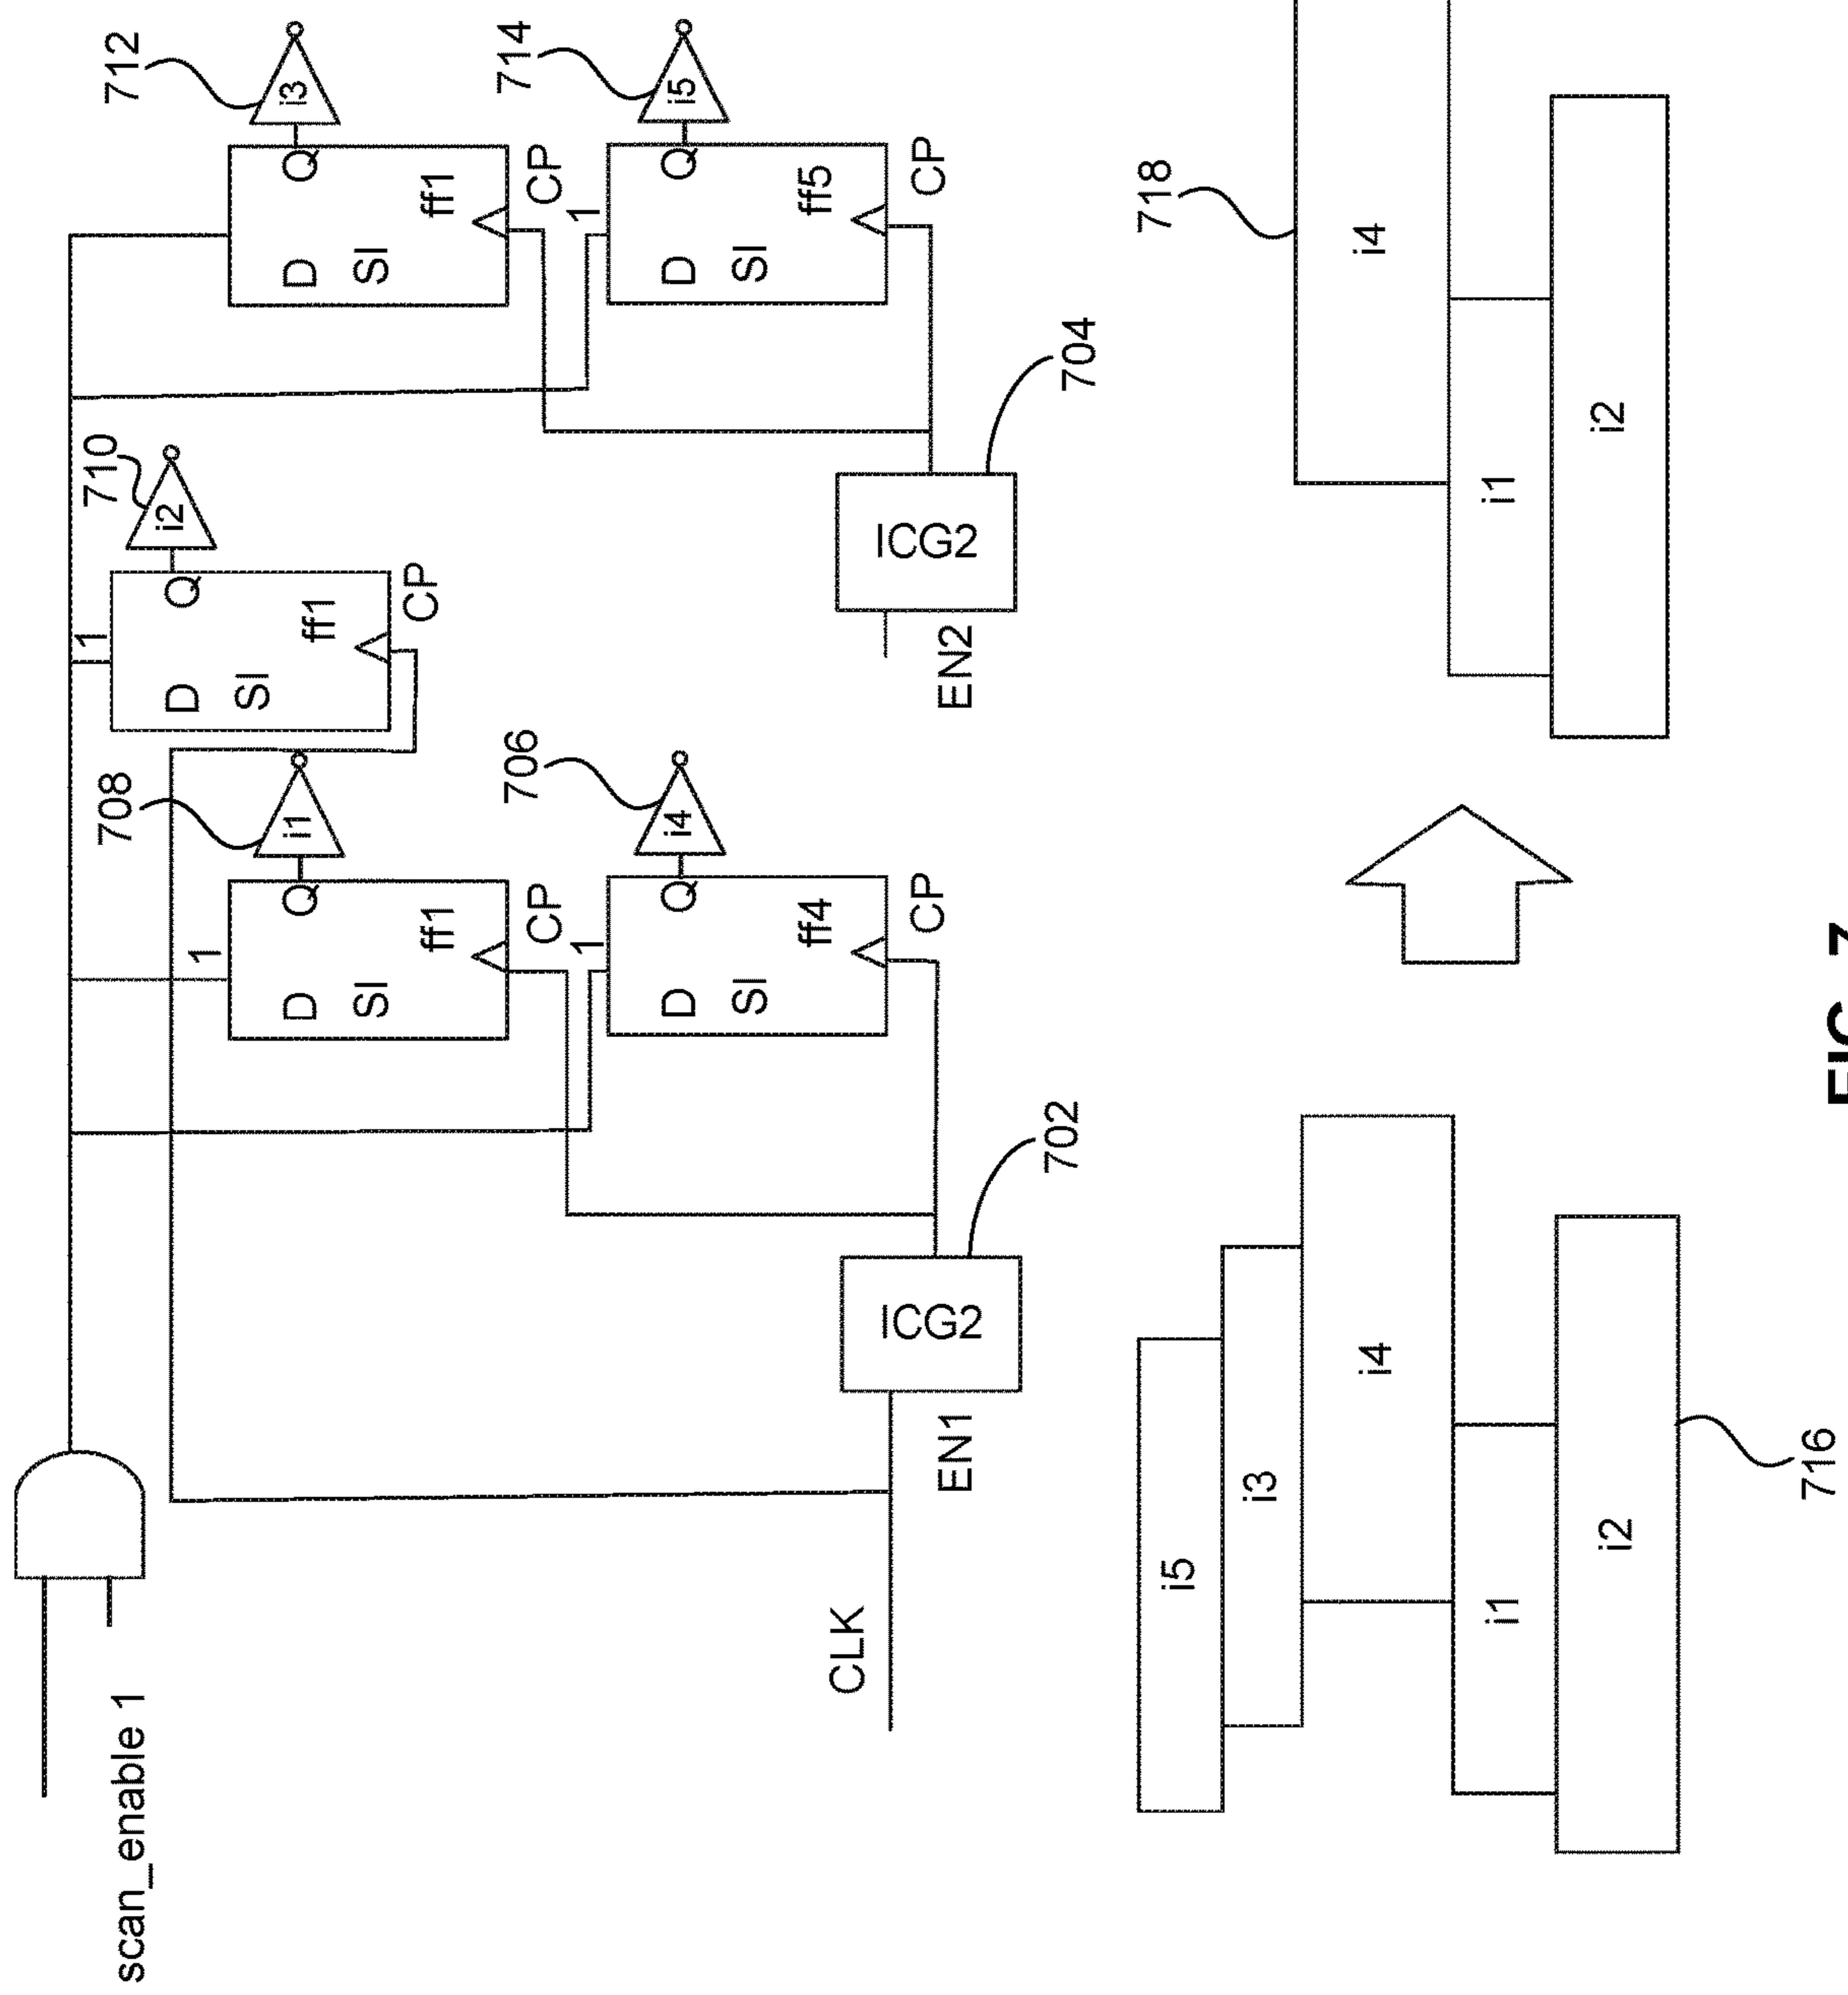 scan_enable 1
712
i3
708
i1
710
i2
1
D Q
SI
ff1
CP
1
D Q
SI
ff1
CP
D Q
SI
ff1
CP
714
i5
706
i4
1
D Q
SI
ff4
CP
1
D Q
SI
ff5
CP
CLK
EN1
ICG2
702
EN2
ICG2
704
i5
i3
i4
i1
i2
716
718
i4
i1
i2
FIG. 7